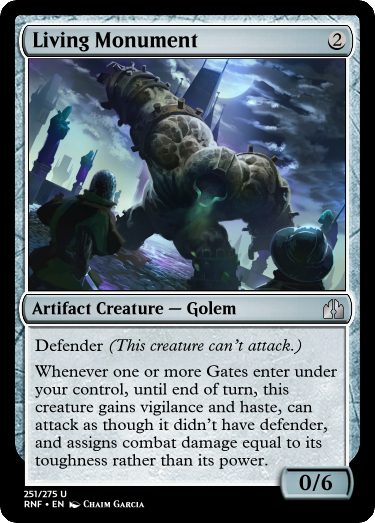 Living Monument 2
Artifact Creature — Golem
Defender (This creature can't attack.)
Whenever one or more Gates enter under
your control, until end of turn, this
creature gains vigilance and haste, can
attack as though it didn't have defender,
and assigns combat damage equal to its
toughness rather than its power.
0/6
251/275 U
RNF • EN Chaim Garcia